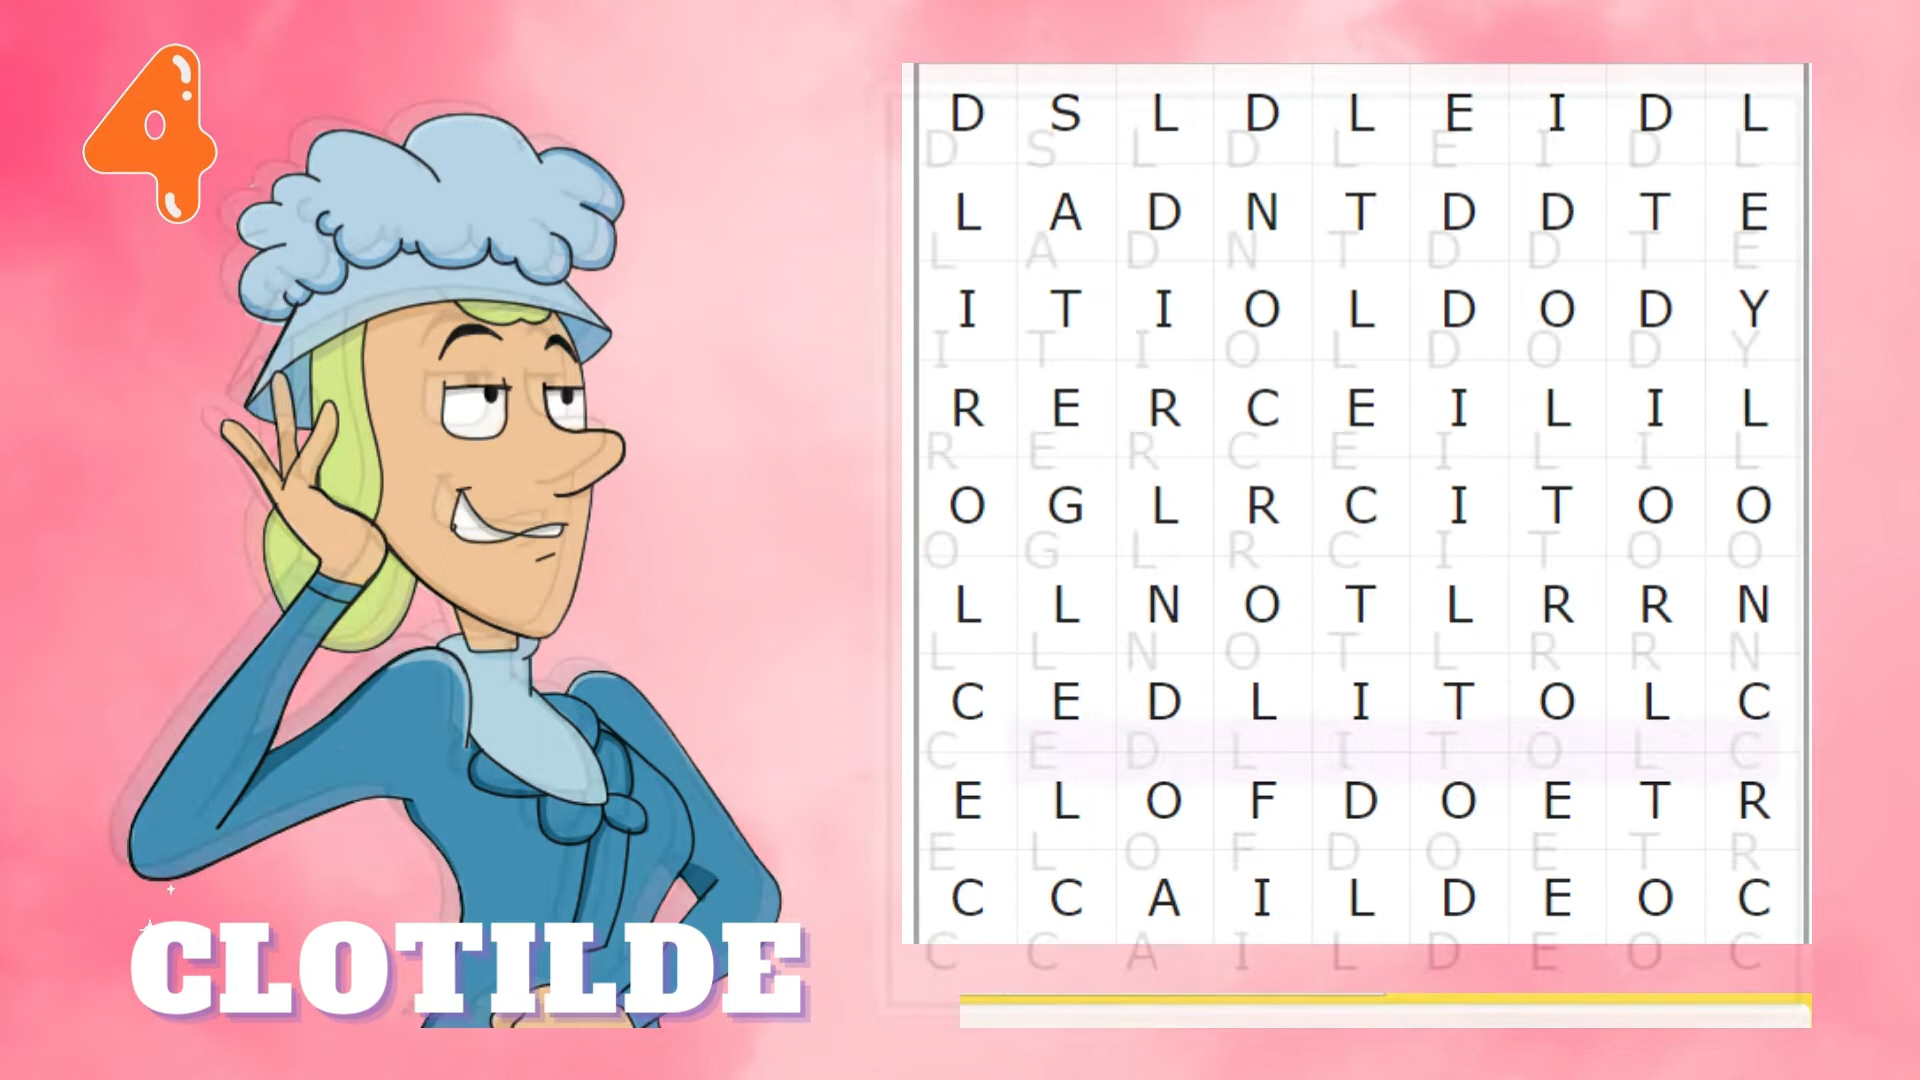 4
D S L D L E I D L
L A D N T D D T E
I T I O L D O D Y
R E R C E I L I L
O G L R C I T O O
L L N O T L R R N
C E D L I T O L C
E L O F D O E T R
C C A I L D E O C
CLOTILDE